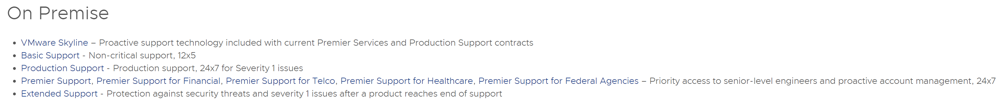 On Premise
• VMware Skyline – Proactive support technology included with current Premier Services and Production Support contracts
• Basic Support - Non-critical support, 12x5
• Production Support - Production support, 24x7 for Severity 1 issues
• Premier Support, Premier Support for Financial, Premier Support for Telco, Premier Support for Healthcare, Premier Support for Federal Agencies – Priority access to senior-level engineers and proactive account management, 24x7
• Extended Support - Protection against security threats and severity 1 issues after a product reaches end of support